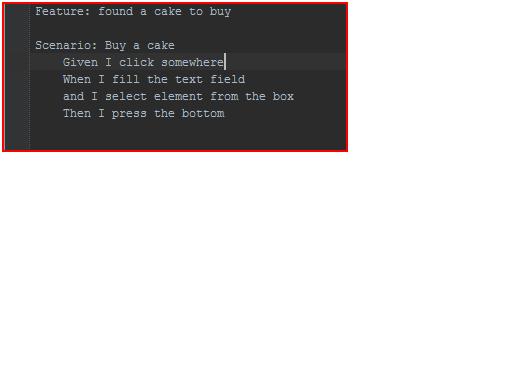 Feature: found a cake to buy
Scenario: Buy a cake
Given I click somewhere
When I fill the text field
and I select element from the box
Then I press the bottom